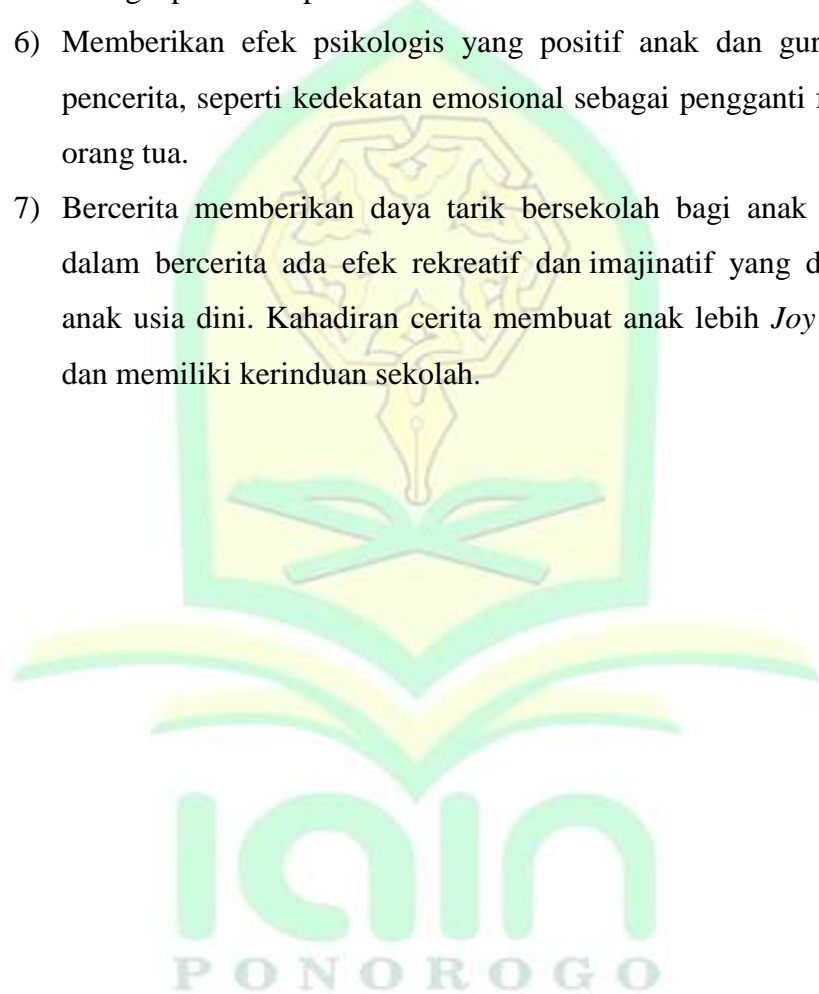 6) Memberikan efek psikologis yang positif anak dan
pencerita, seperti kedekatan emosional sebagai pengganti
orang tua.
7) Bercerita memberikan daya tarik bersekolah bagi anak
dalam bercerita ada efek rekreatif dan imajinatif yang
anak usia dini. Kahadiran cerita membuat anak lebih Joy
dan memiliki kerinduan sekolah.
iain
PONOROGO